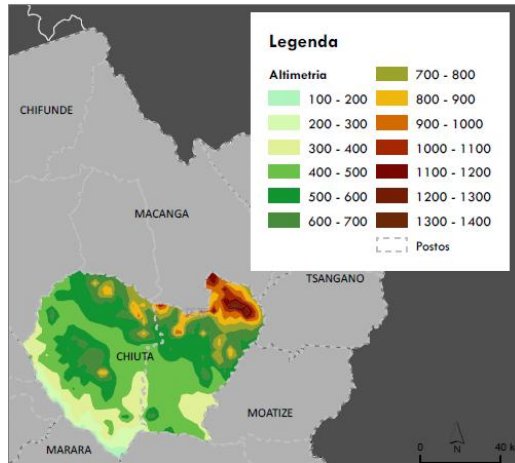 Legenda
Altimetria
100 - 200
200 - 300
300 - 400
400 - 500
500 - 600
600 - 700
700 - 800
800 - 900
900 - 1000
1000 - 1100
1100 - 1200
1200 - 1300
1300 - 1400
Postos
CHIFUNDE
MACANGA
TSANGANO
CHIUTA
MOATIZE
MARARA
N
0 40 k